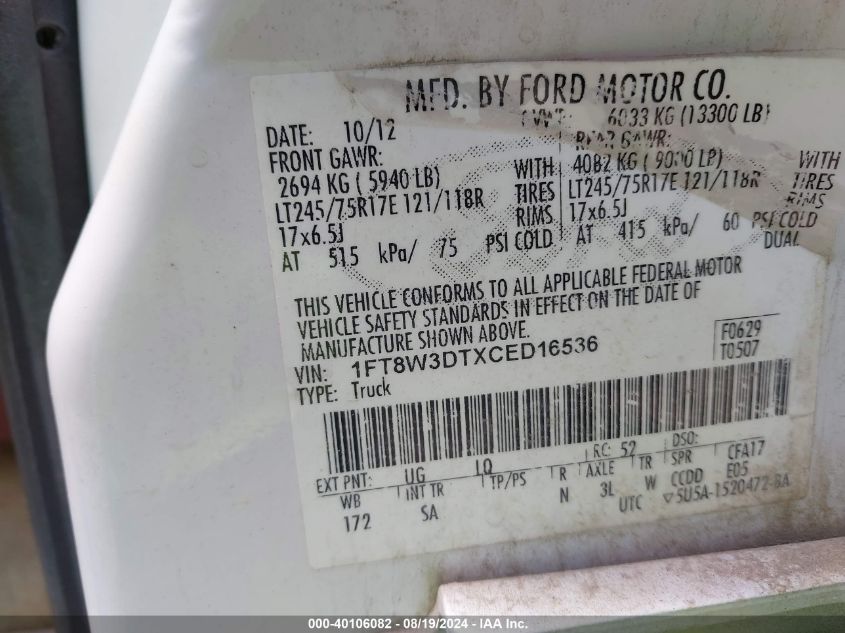 MFD. BY FORD MOTOR CO.
DATE: 10/12
GVWR: 6033 KG (13300 LB)
FRONT GAWR:
2694 KG ( 5940 LB)
LT245/75R17E 121/118R
17x6.5J
WITH
TIRES
RIMS
AT 515 kPa/ 75 PSI COLD
REAR GAWR:
4082 KG ( 9000 LB)
LT245/75R17E 121/118R
17x6.5J
WITH
TIRES
RIMS
AT 415 kPa/ 60 PSI COLD
DUAL
THIS VEHICLE CONFORMS TO ALL APPLICABLE FEDERAL MOTOR
VEHICLE SAFETY STANDARDS IN EFFECT ON THE DATE OF
MANUFACTURE SHOWN ABOVE.
VIN: 1FT8W3DTXCED16536
TYPE: Truck
F0629
T0507
EXT PNT: UG LQ RC: 52 DSO:
WB INT TR TP/PS R AXLE TR SPR CFA17
172 SA N 3L W CCDD E05
UTC ▽5U5A-1520472-BA
000-40106082 - 08/19/2024 - IAA Inc.